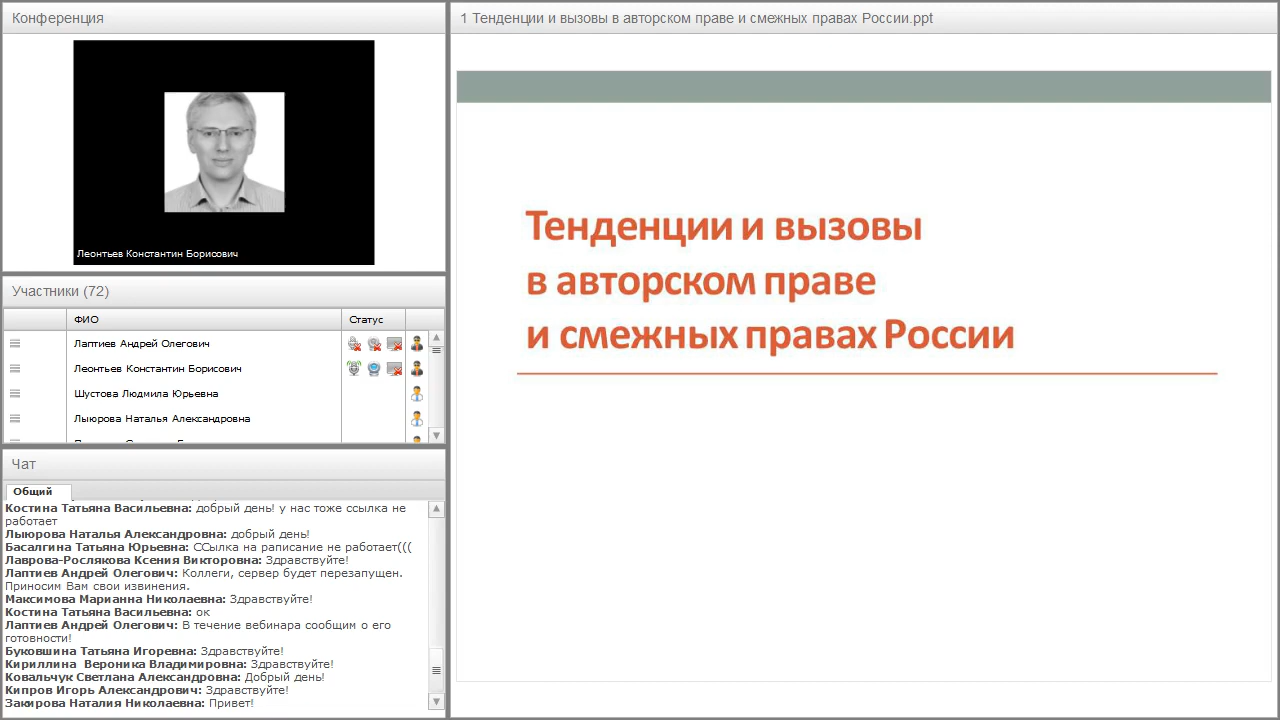 Конференция
Леонтьев Константин Борисович
Участники (72)
ФИО
Статус
Лаптиев Андрей Олегович
Леонтьев Константин Борисович
Шустова Людмила Юрьевна
Лыюрова Наталья Александровна
Чат
Общий
Костина Татьяна Васильевна: добрый день! у нас тоже ссылка не
работает
Лыюрова Наталья Александровна: добрый день!
Басалгина Татьяна Юрьевна: ССылка на раписание не работает(((
Лаврова-Рослякова Ксения Викторовна: Здравствуйте!
Лаптиев Андрей Олегович: Коллеги, сервер будет перезапущен.
Приносим Вам свои извинения.
Максимова Марианна Николаевна: Здравствуйте!
Костина Татьяна Васильевна: ок
Лаптиев Андрей Олегович: В течение вебинара сообщим о его
готовности!
Буковшина Татьяна Игоревна: Здравствуйте!
Кириллина  Вероника Владимировна: Здравствуйте!
Ковальчук Светлана Александровна: Добрый день!
Кипров Игорь Александрович: Здравствуйте!
Закирова Наталия Николаевна: Привет!
1 Тенденции и вызовы в авторском праве и смежных правах России.ppt
Тенденции и вызовы
в авторском праве
и смежных правах России